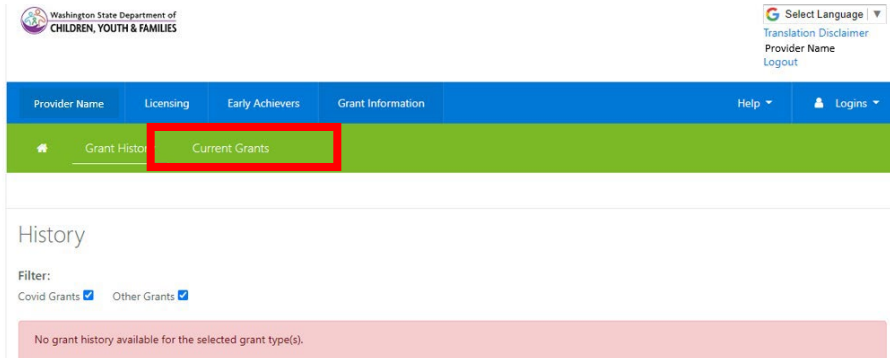 Washington State Department of
CHILDREN, YOUTH & FAMILIES
Select Language ▼
Translation Disclaimer
Provider Name
Logout
Provider Name Licensing Early Achievers Grant Information Help Logins
Grant History Current Grants
History
Filter:
Covid Grants Other Grants
No grant history available for the selected grant type(s).